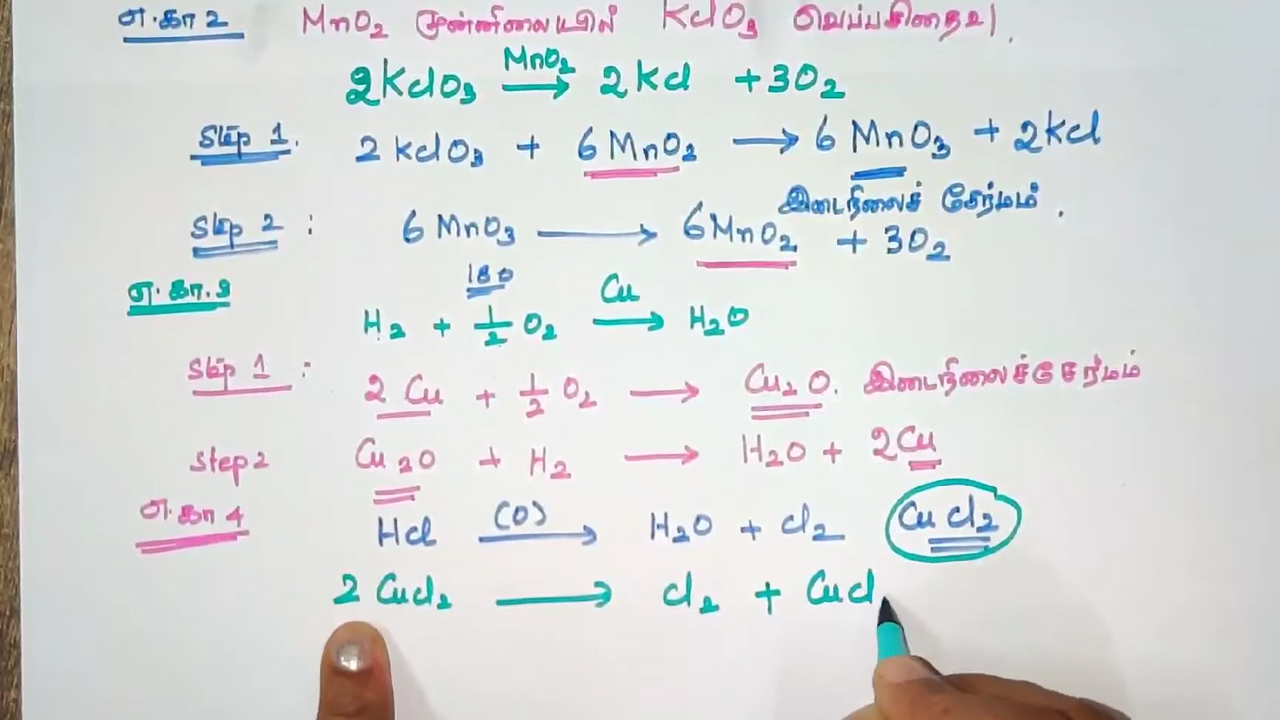 எ.கா 2 MnO2 முன்னிலையில் KclO3 வெப்பசிதைவு.
2KclO3 MnO2 → 2Kcl + 3O2
Step 1. 2KclO3 + 6MnO2 → 6MnO3 + 2Kcl
இடைநிலைச் சேர்மம்.
Step 2 : 6MnO3 → 6MnO2 + 3O2
எ.கா.3
H2 + 1/2 O2 Cu → H2O
Step 1 : 2Cu + 1/2 O2 → Cu2O. இடைநிலைச்சேர்மம்
Step2 Cu2O + H2 → H2O + 2Cu
எ.கா 4 Hcl (O) → H2O + cl2 Cucl2
2Cucl2 → cl2 + Cucl